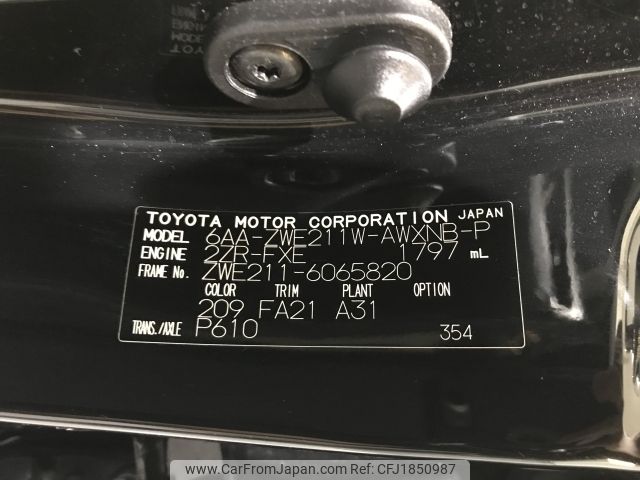 TOYOTA MOTOR CORPORATION JAPAN
MODEL 6AA-ZWE211W-AWXNB-P
ENGINE 2ZR-FXE 1797 mL
FRAME No. ZWE211-6065820
COLOR TRIM PLANT OPTION
209 FA21 A31
TRANS./AXLE P610 354
www.CarFromJapan.com CFJ1850987